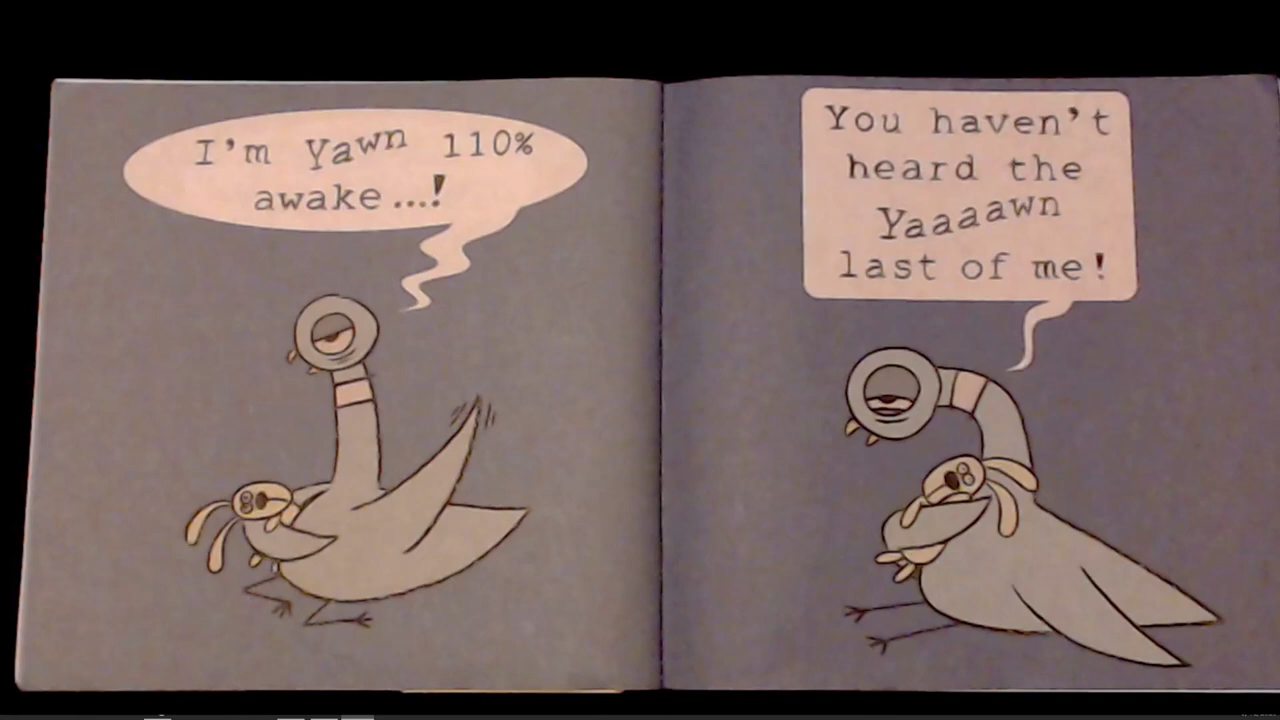 I'm Yawn 110%
awake...!
You haven't
heard the
Yaaaawn
last of me!